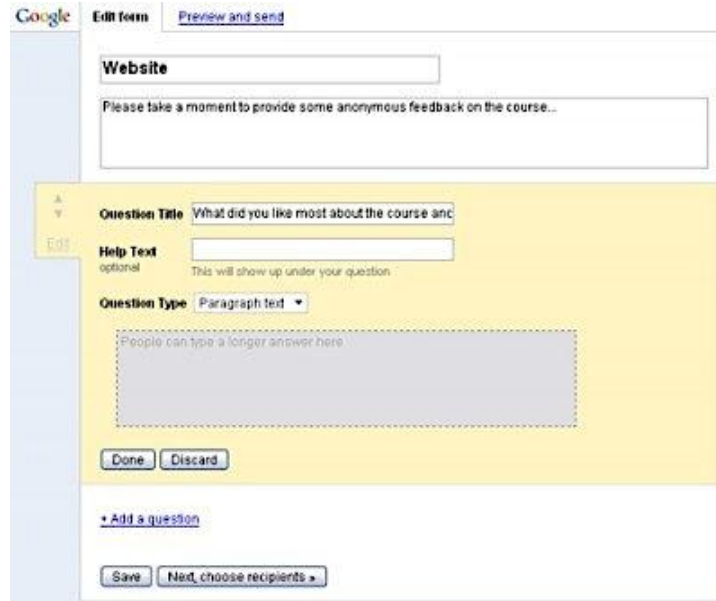 Google Edit form Preview and send
Website
Please take a moment to provide some anonymous feedback on the course...
Question Title What did you like most about the course and
Edit
Help Text
optional This will show up under your question
Question Type Paragraph text
People can type a longer answer here
Done Discard
+ Add a question
Save Next, choose recipients »